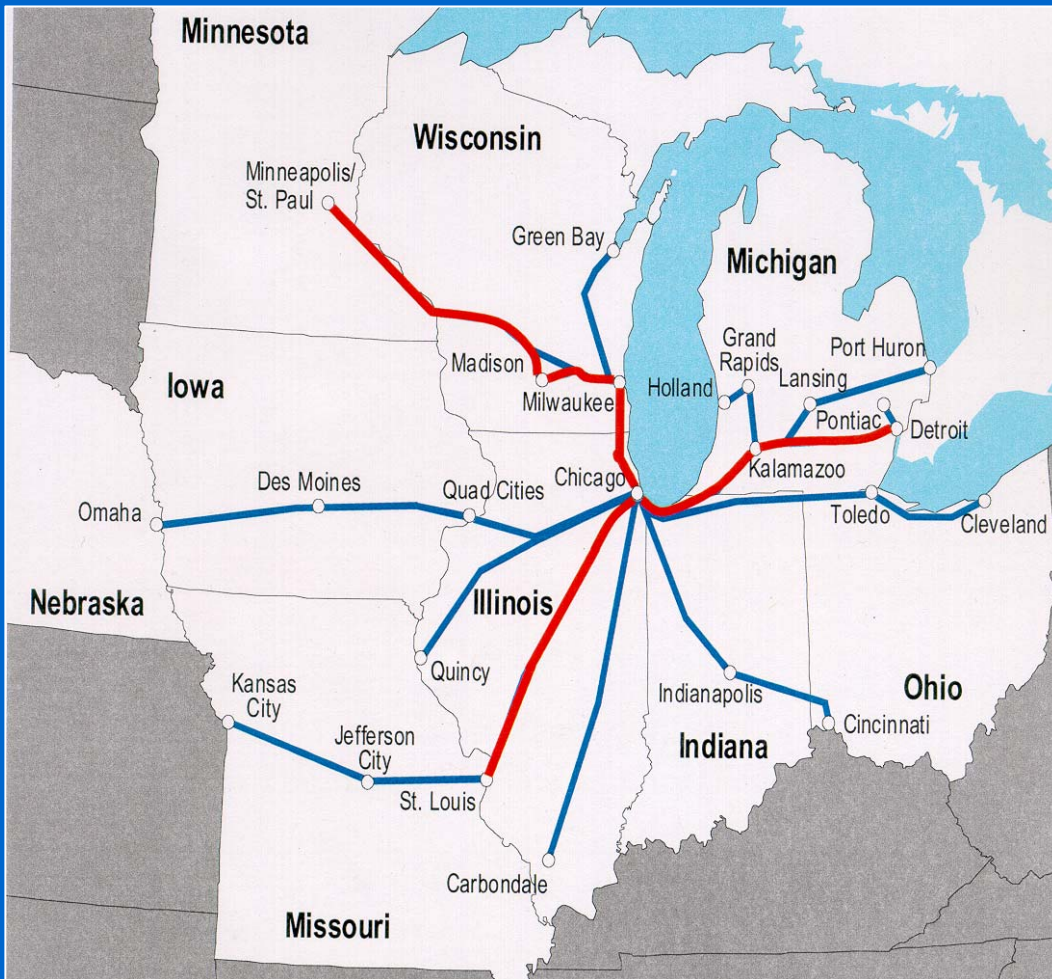 Minnesota
Wisconsin
Minneapolis/
St. Paul
Green Bay
Michigan
Grand
Rapids
Port Huron
Madison
Holland
Lansing
Iowa
Milwaukee
Pontiac
Detroit
Kalamazoo
Chicago
Des Moines
Quad Cities
Omaha
Toledo
Cleveland
Nebraska
Illinois
Quincy
Indianapolis
Ohio
Kansas
City
Cincinnati
Jefferson
City
Indiana
St. Louis
Carbondale
Missouri